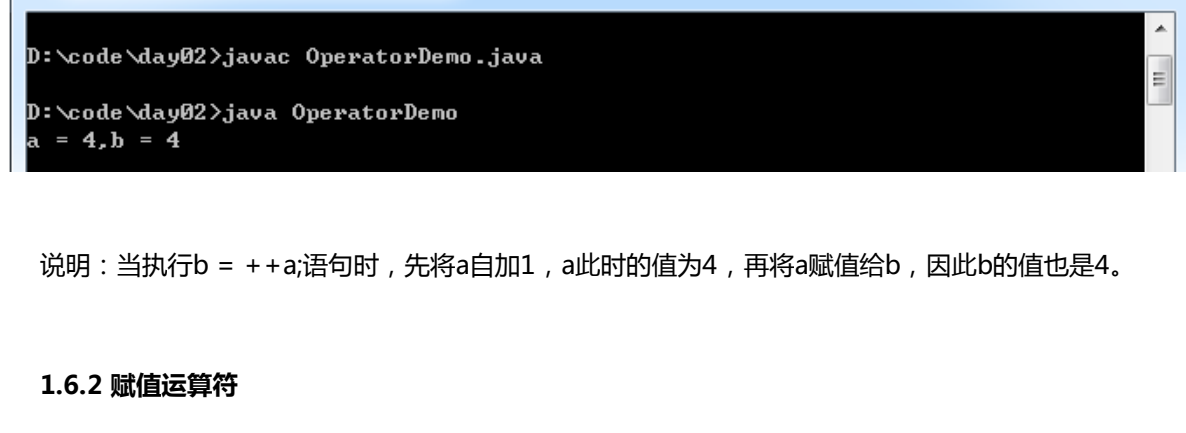 D:\code\day02>javac OperatorDemo.java
D:\code\day02>java OperatorDemo
a = 4,b = 4
说明：当执行b = ++a;语句时，先将a自加1，a此时的值为4，再将a赋值给b，因此b的值也是4。
1.6.2 赋值运算符